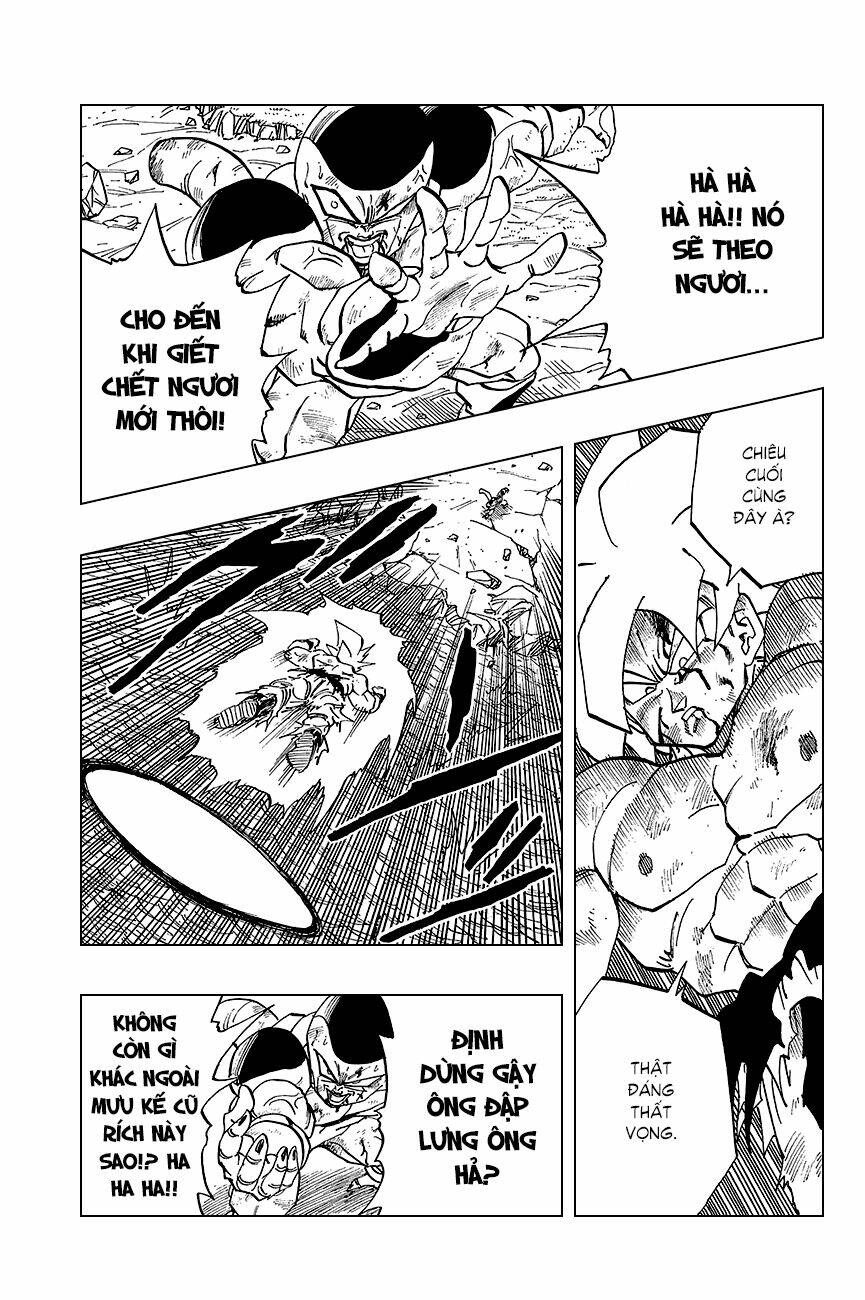 HÀ HÀ
HÀ HÀ!! NÓ
SẼ THEO
NGƯƠI...
CHO ĐẾN
KHI GIẾT
CHẾT NGƯƠI
MỚI THÔI!
CHIÊU
CUỐI
CÙNG
ĐÂY À?
THẬT
ĐÁNG
THẤT
VỌNG.
ĐỊNH
DÙNG GẬY
ÔNG ĐẬP
LƯNG ÔNG
HẢ?
KHÔNG
CÒN GÌ
KHÁC NGOÀI
MƯU KẾ CŨ
RÍCH NÀY
SAO!? HA
HA HA!!